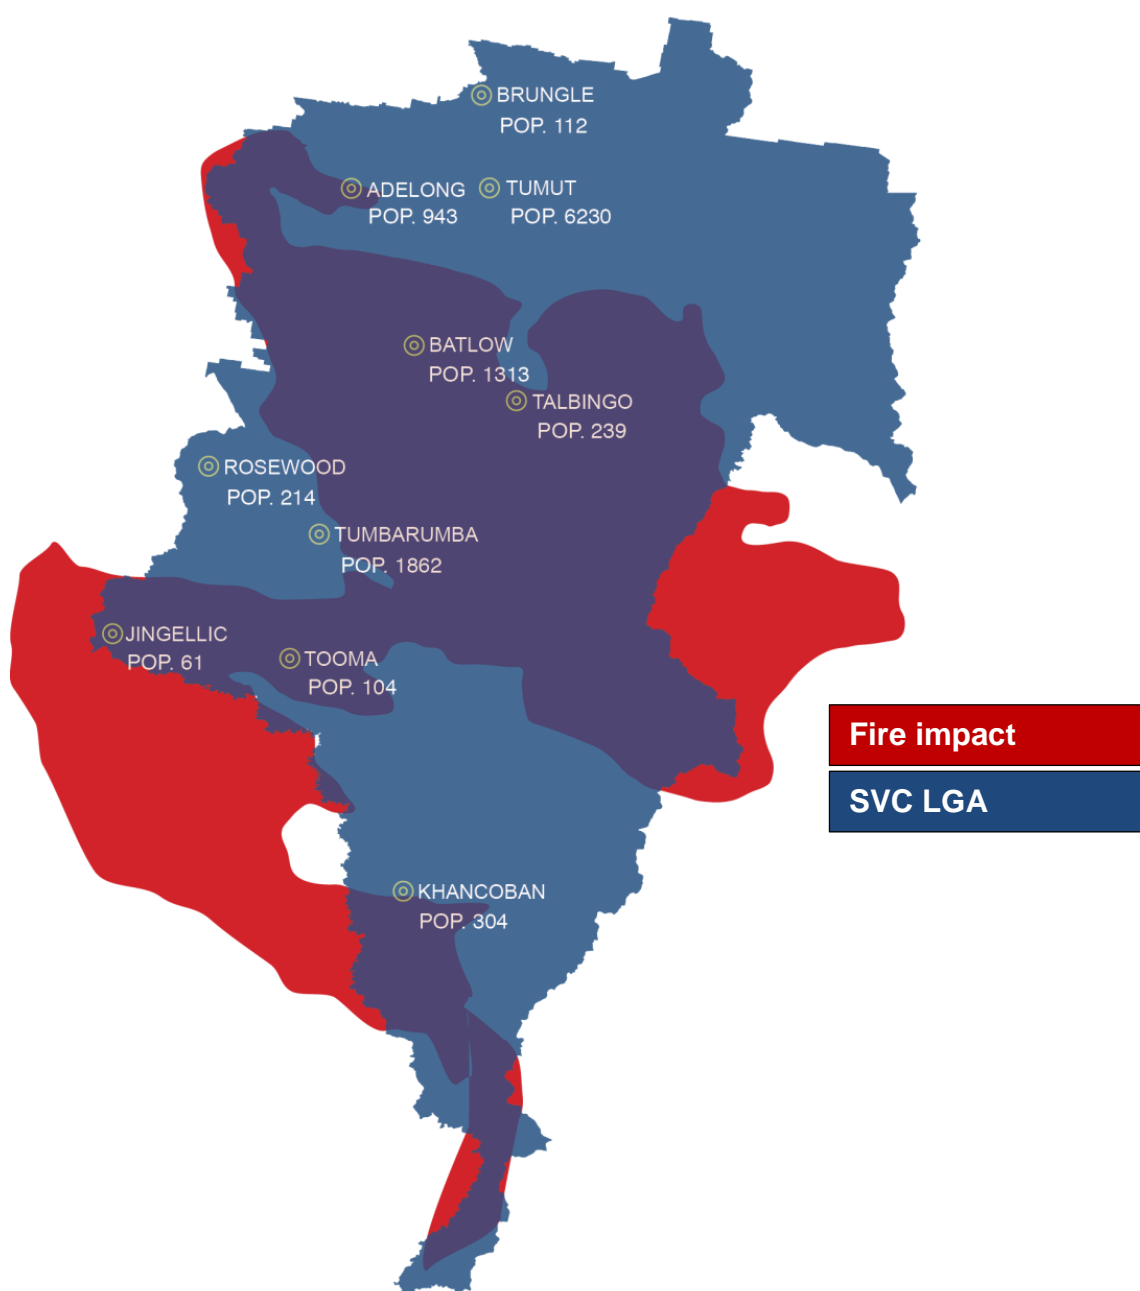 BRUNGLE
POP. 112
ADELONG
POP. 943
TUMUT
POP. 6230
BATLOW
POP. 1313
TALBINGO
POP. 239
ROSEWOOD
POP. 214
TUMBARUMBA
POP. 1862
JINGELLIC
POP. 61
TOOMA
POP. 104
Fire impact
SVC LGA
KHANCOBAN
POP. 304